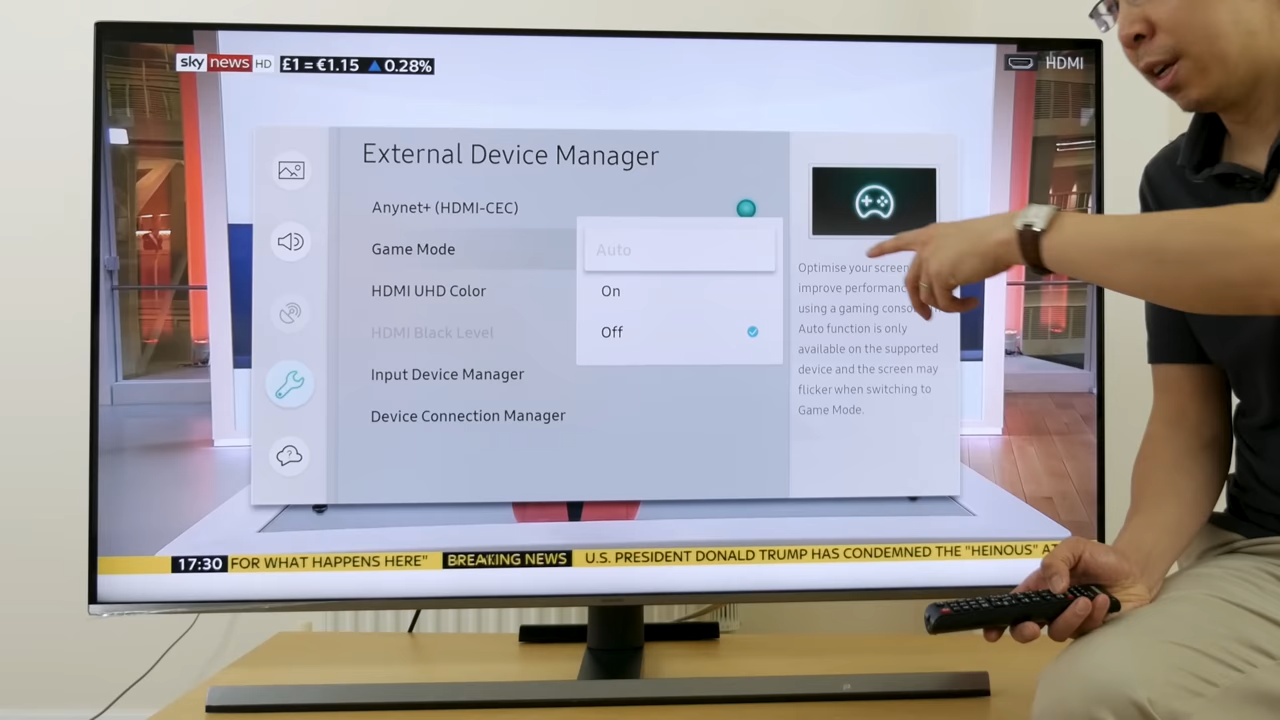 sky news HD £1 = €1.15 ▲ 0.28%
HDMI
External Device Manager
Anynet+ (HDMI-CEC)
Game Mode
Auto
HDMI UHD Color
On
HDMI Black Level
Off
Input Device Manager
Device Connection Manager
Optimise your screen
improve performanc
using a gaming conso
Auto function is only
available on the supported
device and the screen may
flicker when switching to
Game Mode.
17:30 FOR WHAT HAPPENS HERE" BREAKING NEWS U.S. PRESIDENT DONALD TRUMP HAS CONDEMNED THE "HEINOUS" AT